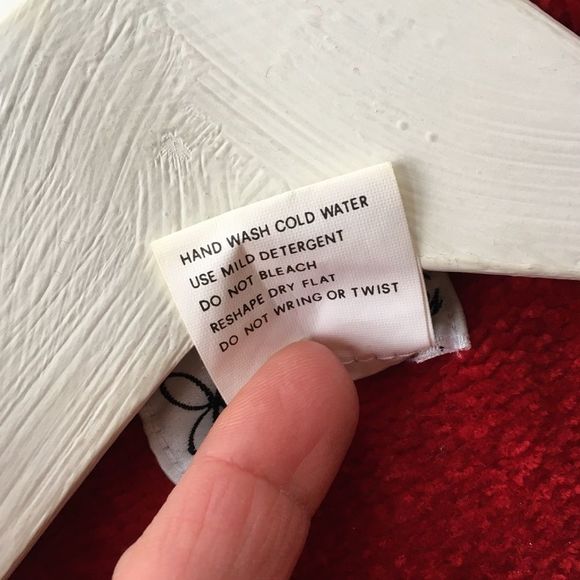 HAND WASH COLD WATER
USE MILD DETERGENT
DO NOT BLEACH
RESHAPE DRY FLAT
DO NOT WRING OR TWIST